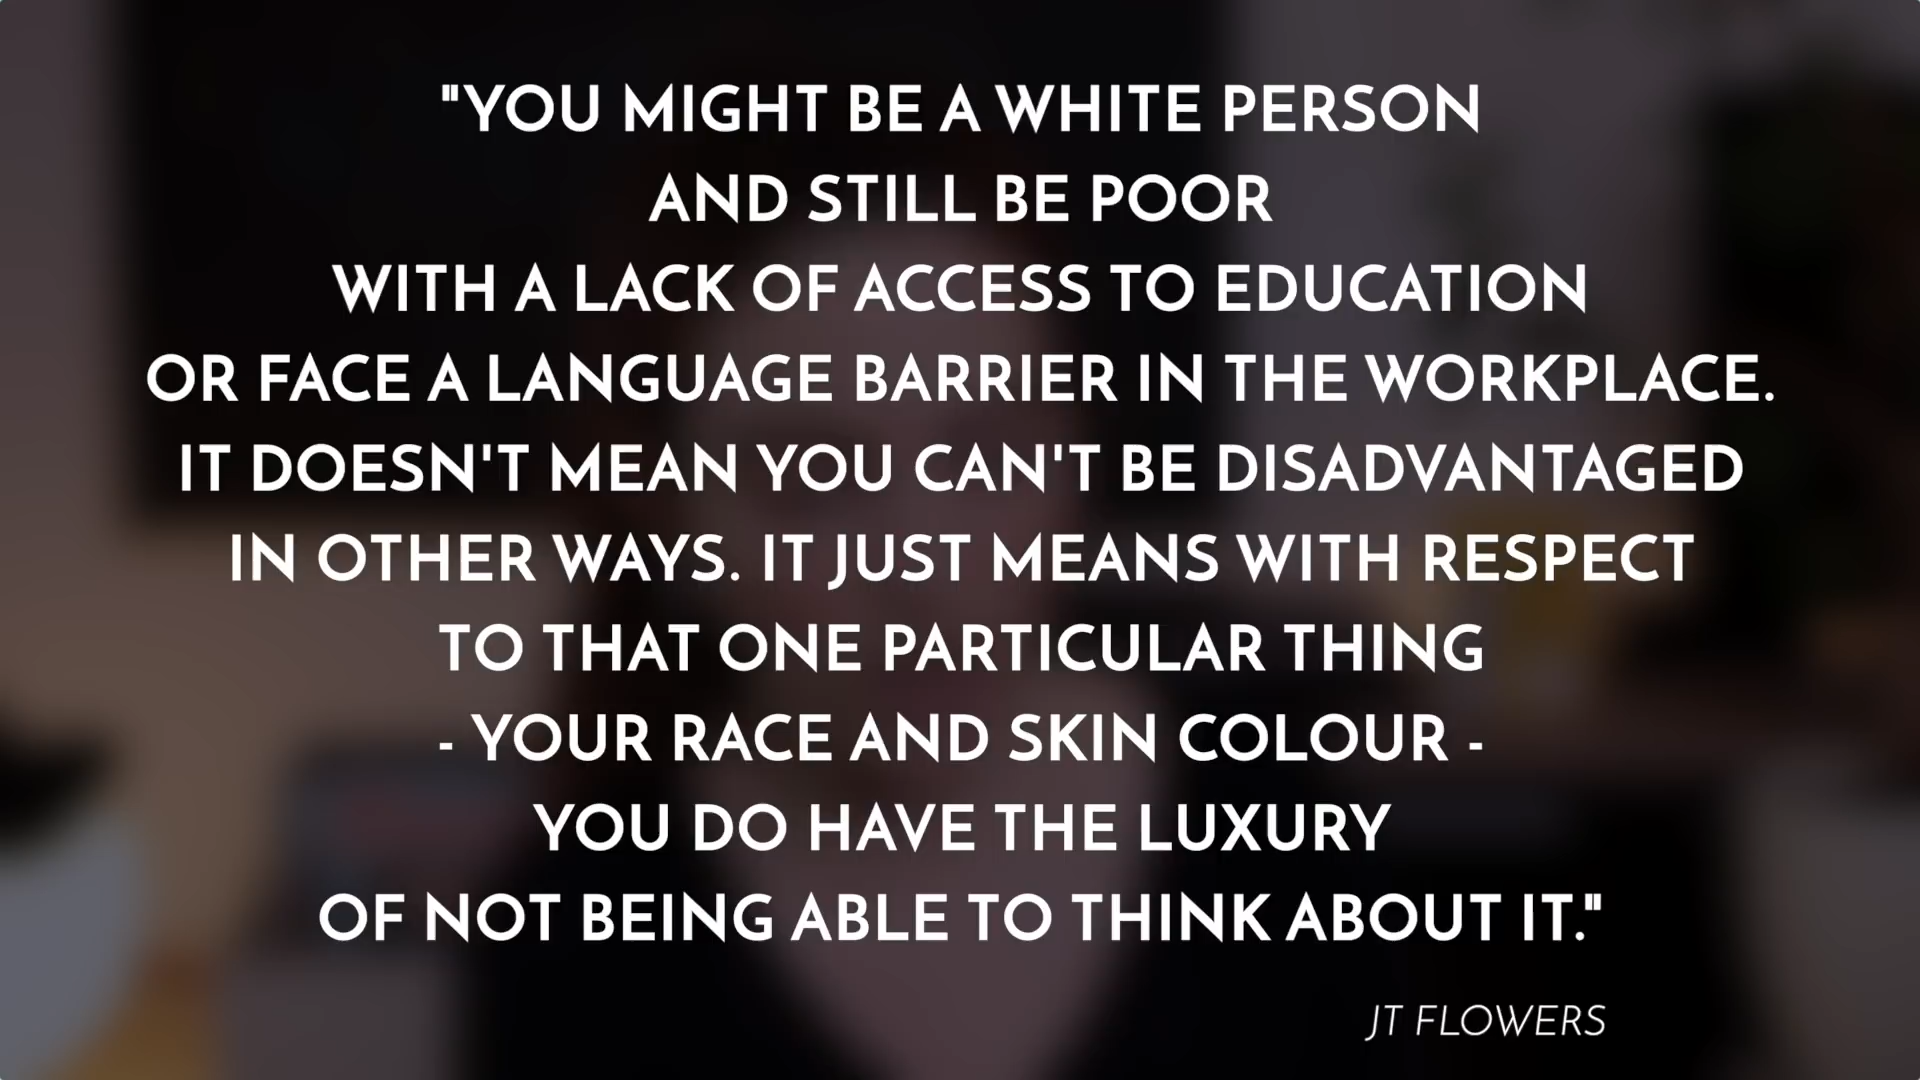 "YOU MIGHT BE A WHITE PERSON
AND STILL BE POOR
WITH A LACK OF ACCESS TO EDUCATION
OR FACE A LANGUAGE BARRIER IN THE WORKPLACE.
IT DOESN'T MEAN YOU CAN'T BE DISADVANTAGED
IN OTHER WAYS. IT JUST MEANS WITH RESPECT
TO THAT ONE PARTICULAR THING
- YOUR RACE AND SKIN COLOUR -
YOU DO HAVE THE LUXURY
OF NOT BEING ABLE TO THINK ABOUT IT."
JT FLOWERS